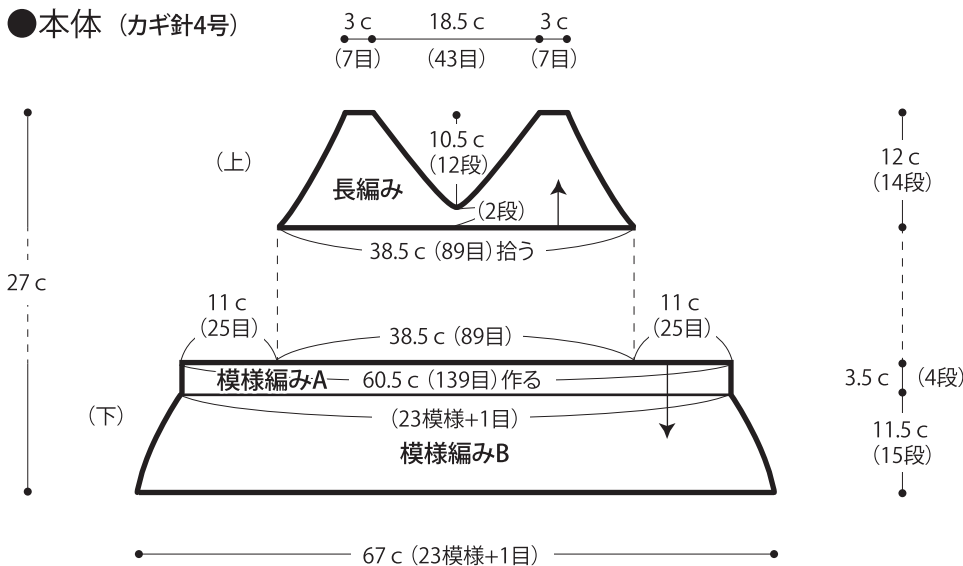 ●本体（カギ針4号）
3 c　18.5 c　3 c
（7目）（43目）（7目）
10.5 c
（12段）
（上）
長編み
（2段）
38.5 c（89目）拾う
12 c
（14段）
27 c
11 c
（25目）
38.5 c（89目）
11 c
（25目）
模様編みA
60.5 c（139目）作る
3.5 c（4段）
（下）
（23模様+1目）
模様編みB
11.5 c
（15段）
67 c（23模様+1目）